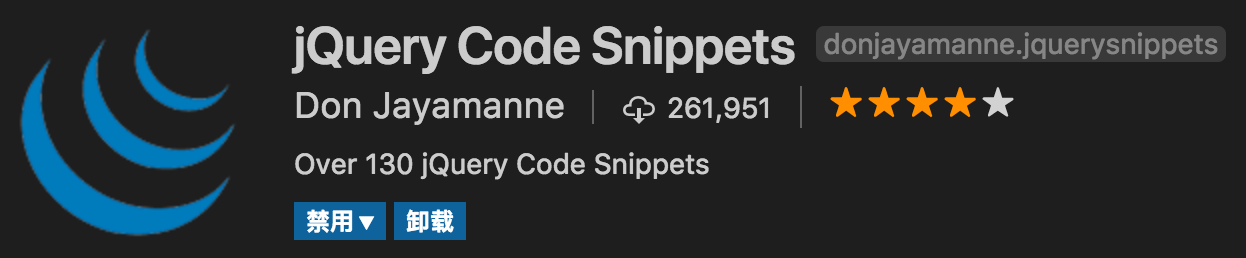 jQuery Code Snippets donjayamanne.jquerysnippets
Don Jayamanne 261,951
Over 130 jQuery Code Snippets
禁用 卸载